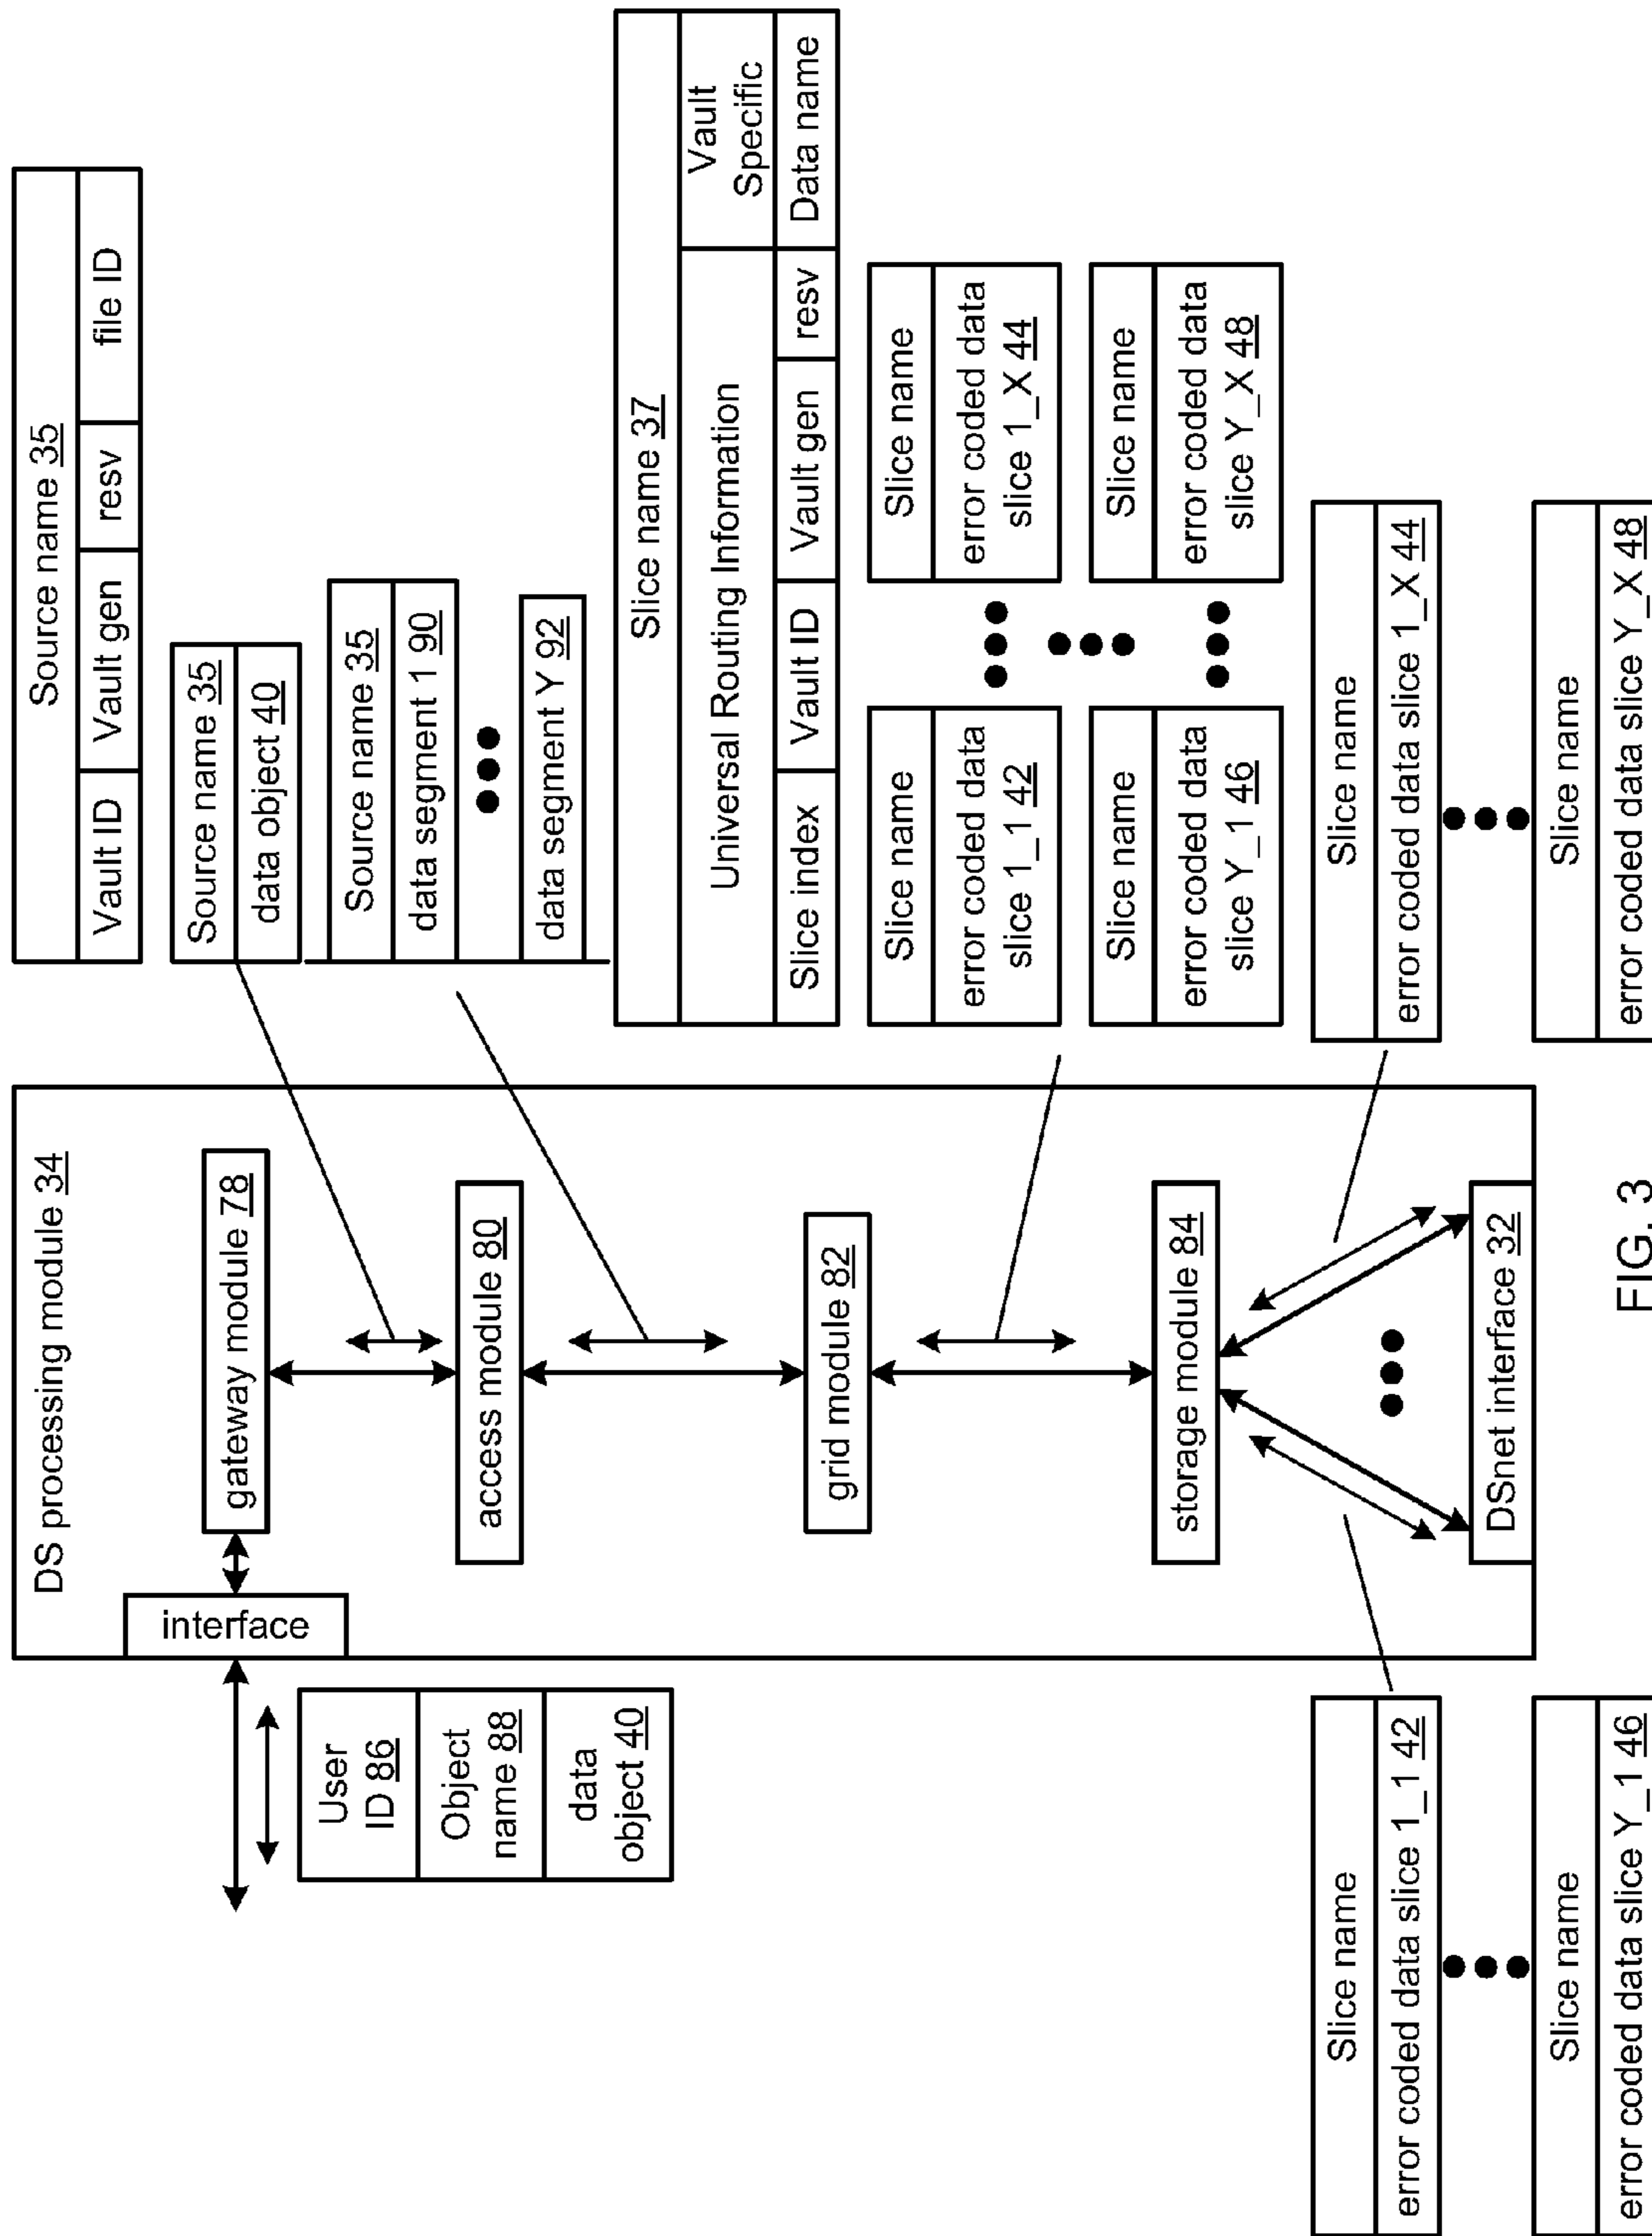 DS processing module 34
interface
gateway module 78
access module 80
grid module 82
storage module 84
DSnet interface 32
User
ID 86
Object
name 88
data
object 40
Source name 35
Vault ID
Vault gen
resv
file ID
Source name 35
data object 40
Source name 35
data segment 1 90
data segment Y 92
Slice name 37
Universal Routing Information
Vault
Specific
Slice index
Vault ID
Vault gen
resv
Data name
Slice name
error coded data
slice 1_1 42
Slice name
error coded data
slice 1_X 44
Slice name
error coded data
slice Y_1 46
Slice name
error coded data
slice Y_X 48
Slice name
error coded data slice 1_1 42
Slice name
error coded data slice Y_1 46
Slice name
error coded data slice 1_X 44
Slice name
error coded data slice Y_X 48
FIG. 3